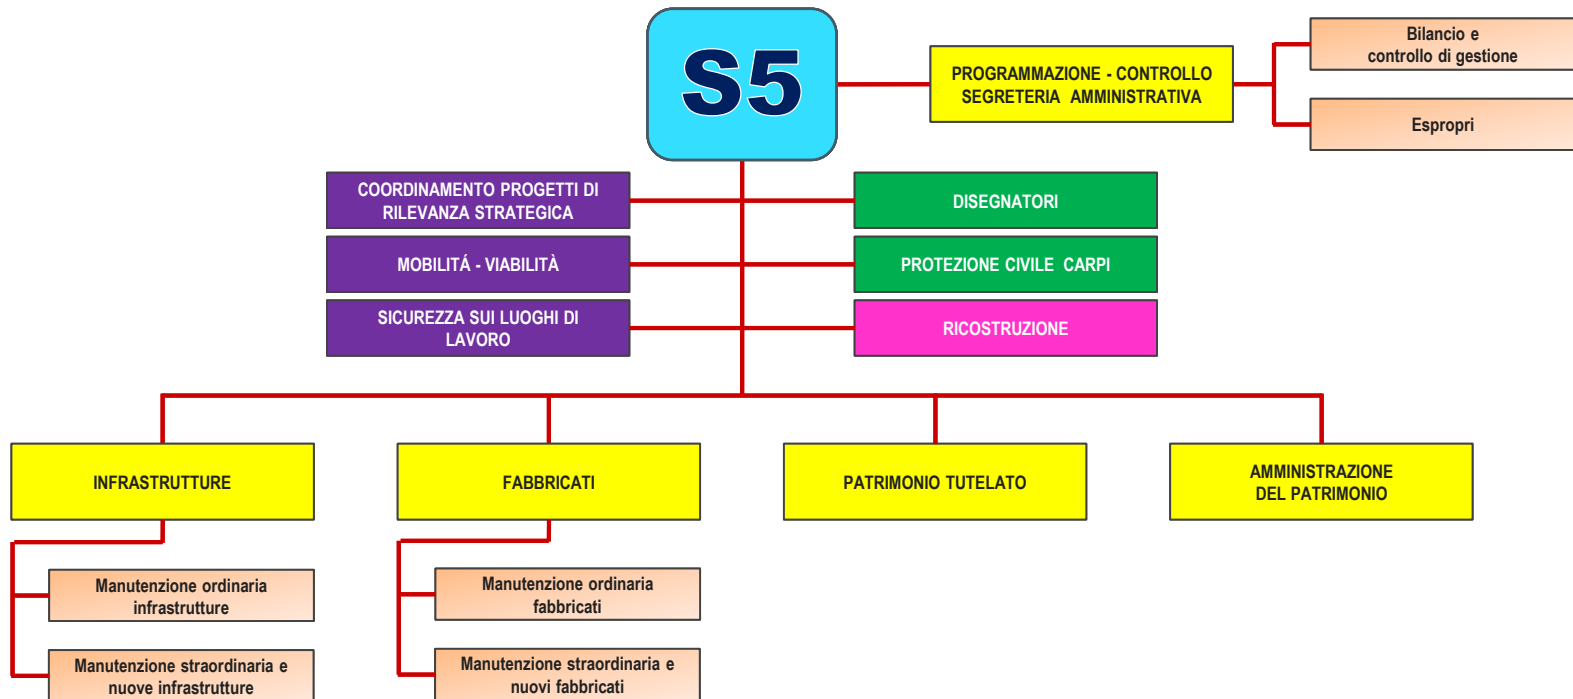 S5
PROGRAMMAZIONE - CONTROLLO
SEGRETERIA AMMINISTRATIVA
Bilancio e
controllo di gestione
Espropri
COORDINAMENTO PROGETTI DI
RILEVANZA STRATEGICA
DISEGNATORI
MOBILITÁ - VIABILITÀ
PROTEZIONE CIVILE CARPI
SICUREZZA SUI LUOGHI DI
LAVORO
RICOSTRUZIONE
INFRASTRUTTURE
FABBRICATI
PATRIMONIO TUTELATO
AMMINISTRAZIONE
DEL PATRIMONIO
Manutenzione ordinaria
infrastrutture
Manutenzione straordinaria e
nuove infrastrutture
Manutenzione ordinaria
fabbricati
Manutenzione straordinaria e
nuovi fabbricati